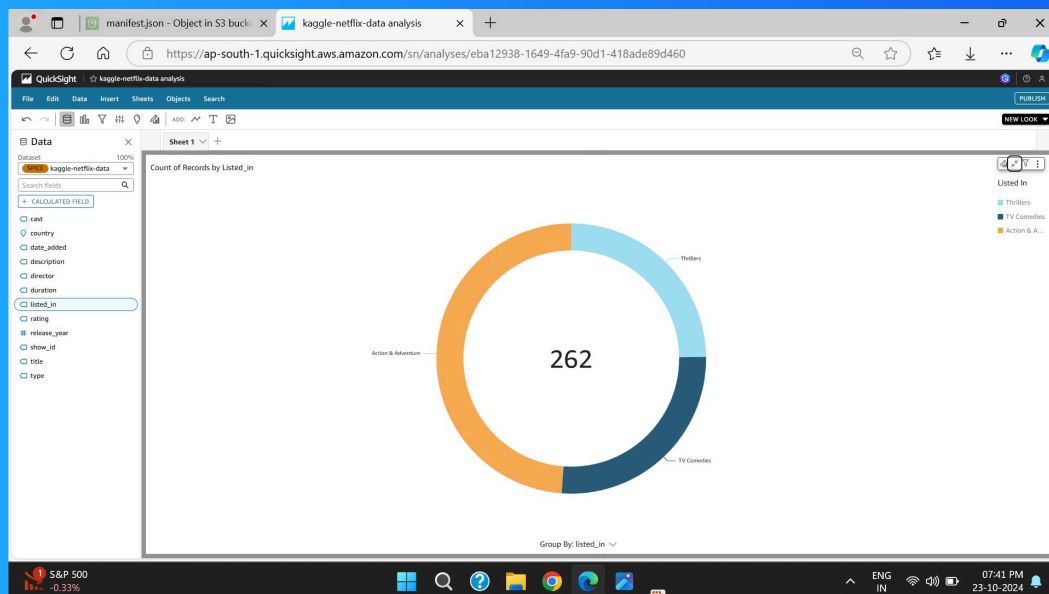 manifest.json - Object in S3 buck
kaggle-netflix-data analysis
https://ap-south-1.quicksight.aws.amazon.com/sn/analyses/eba12938-1649-4fa9-90d1-418ade89d460
QuickSight
kaggle-netflix-data analysis
File Edit Data Insert Sheets Objects Search
PUBLISH
ADD:
NEW LOOK
Data
Sheet 1
Dataset 100%
SPICE kaggle-netflix-data
Search fields
+ CALCULATED FIELD
cast
country
date_added
description
director
duration
listed_in
rating
# release_year
show_id
title
type
Count of Records by Listed_in
Thrillers
Action & Adventure
262
TV Comedies
Group By: listed_in
Listed In
Thrillers
TV Comedies
Action & A...
1
S&P 500
-0.33%
ENG
IN
07:41 PM
23-10-2024